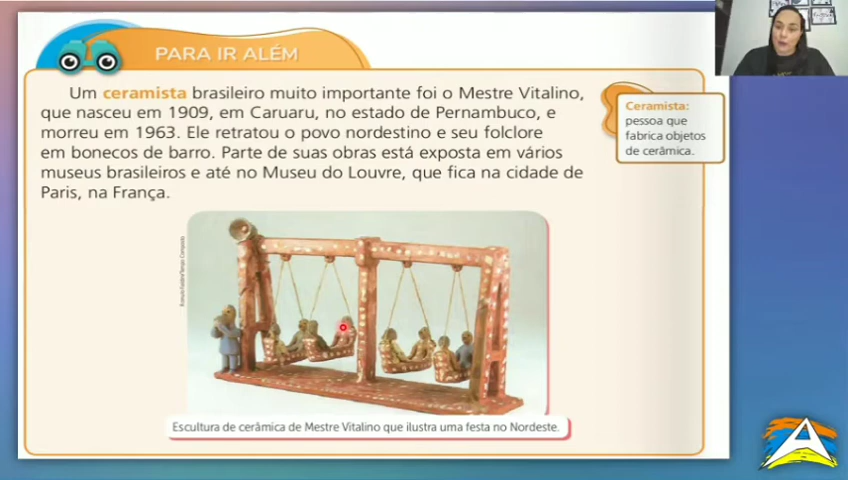 PARA IR ALÉM
Um ceramista brasileiro muito importante foi o Mestre Vitalino,
que nasceu em 1909, em Caruaru, no estado de Pernambuco, e
morreu em 1963. Ele retratou o povo nordestino e seu folclore
em bonecos de barro. Parte de suas obras está exposta em vários
museus brasileiros e até no Museu do Louvre, que fica na cidade de
Paris, na França.
Ceramista:
pessoa que
fabrica objetos
de cerâmica.
Escultura de cerâmica de Mestre Vitalino que ilustra uma festa no Nordeste.